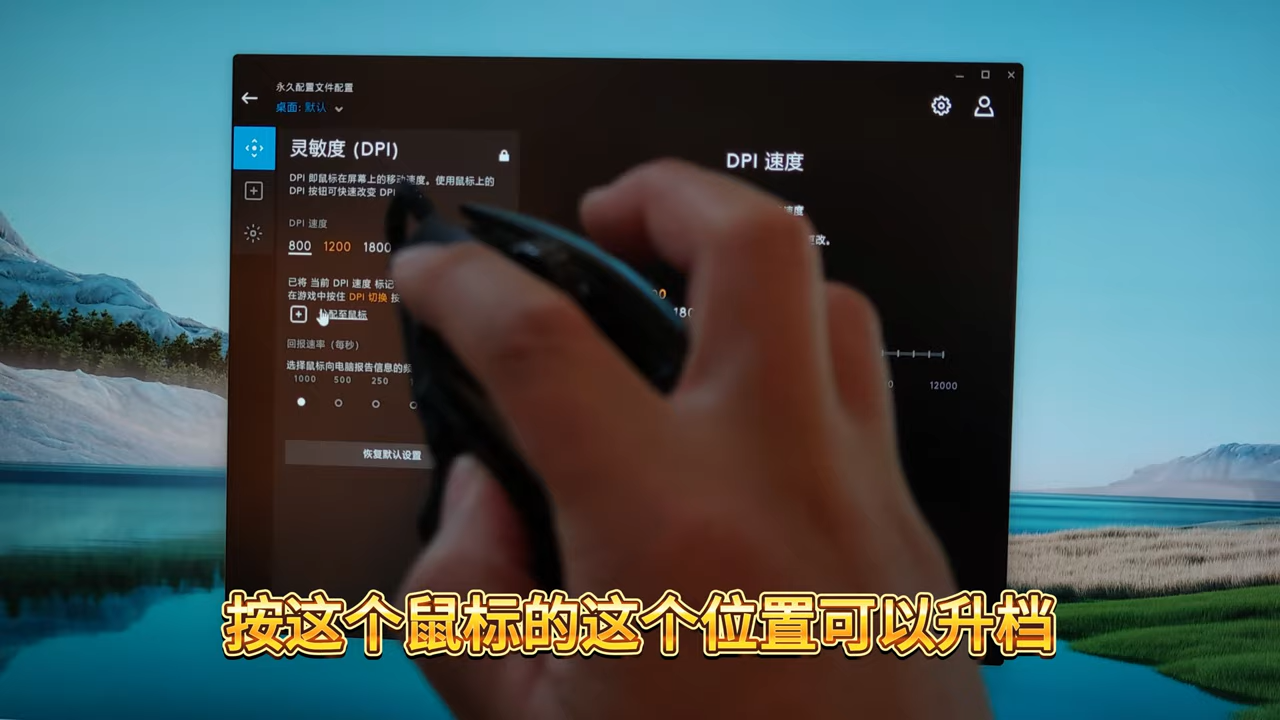 永久配置文件配置
桌面: 默认
灵敏度 (DPI)
DPI 即鼠标在屏幕上的移动速度。使用鼠标上的
DPI 按钮可快速改变 DPI
DPI 速度
800 1200 1800
已将 当前 DPI 速度 标记
在游戏中按住 DPI 切换 按
配至鼠标
回报速率（每秒）
选择鼠标向电脑报告信息的频
1000 500 250
恢复默认设置
DPI 速度
速度
更改。
12000
按这个鼠标的这个位置可以升档